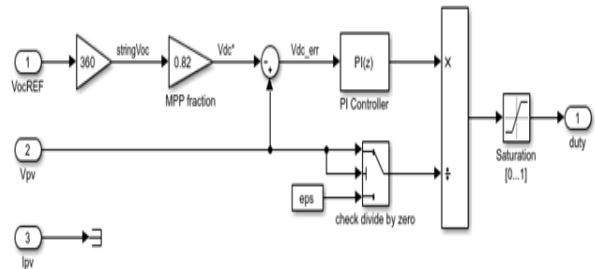 1
VocREF
360
stringVoc
0.82
MPP fraction
Vdc*
-
+
Vdc_err
PI(z)
PI Controller
×
÷
Saturation
[0...1]
1
duty
2
Vpv
eps
check divide by zero
3
Ipv